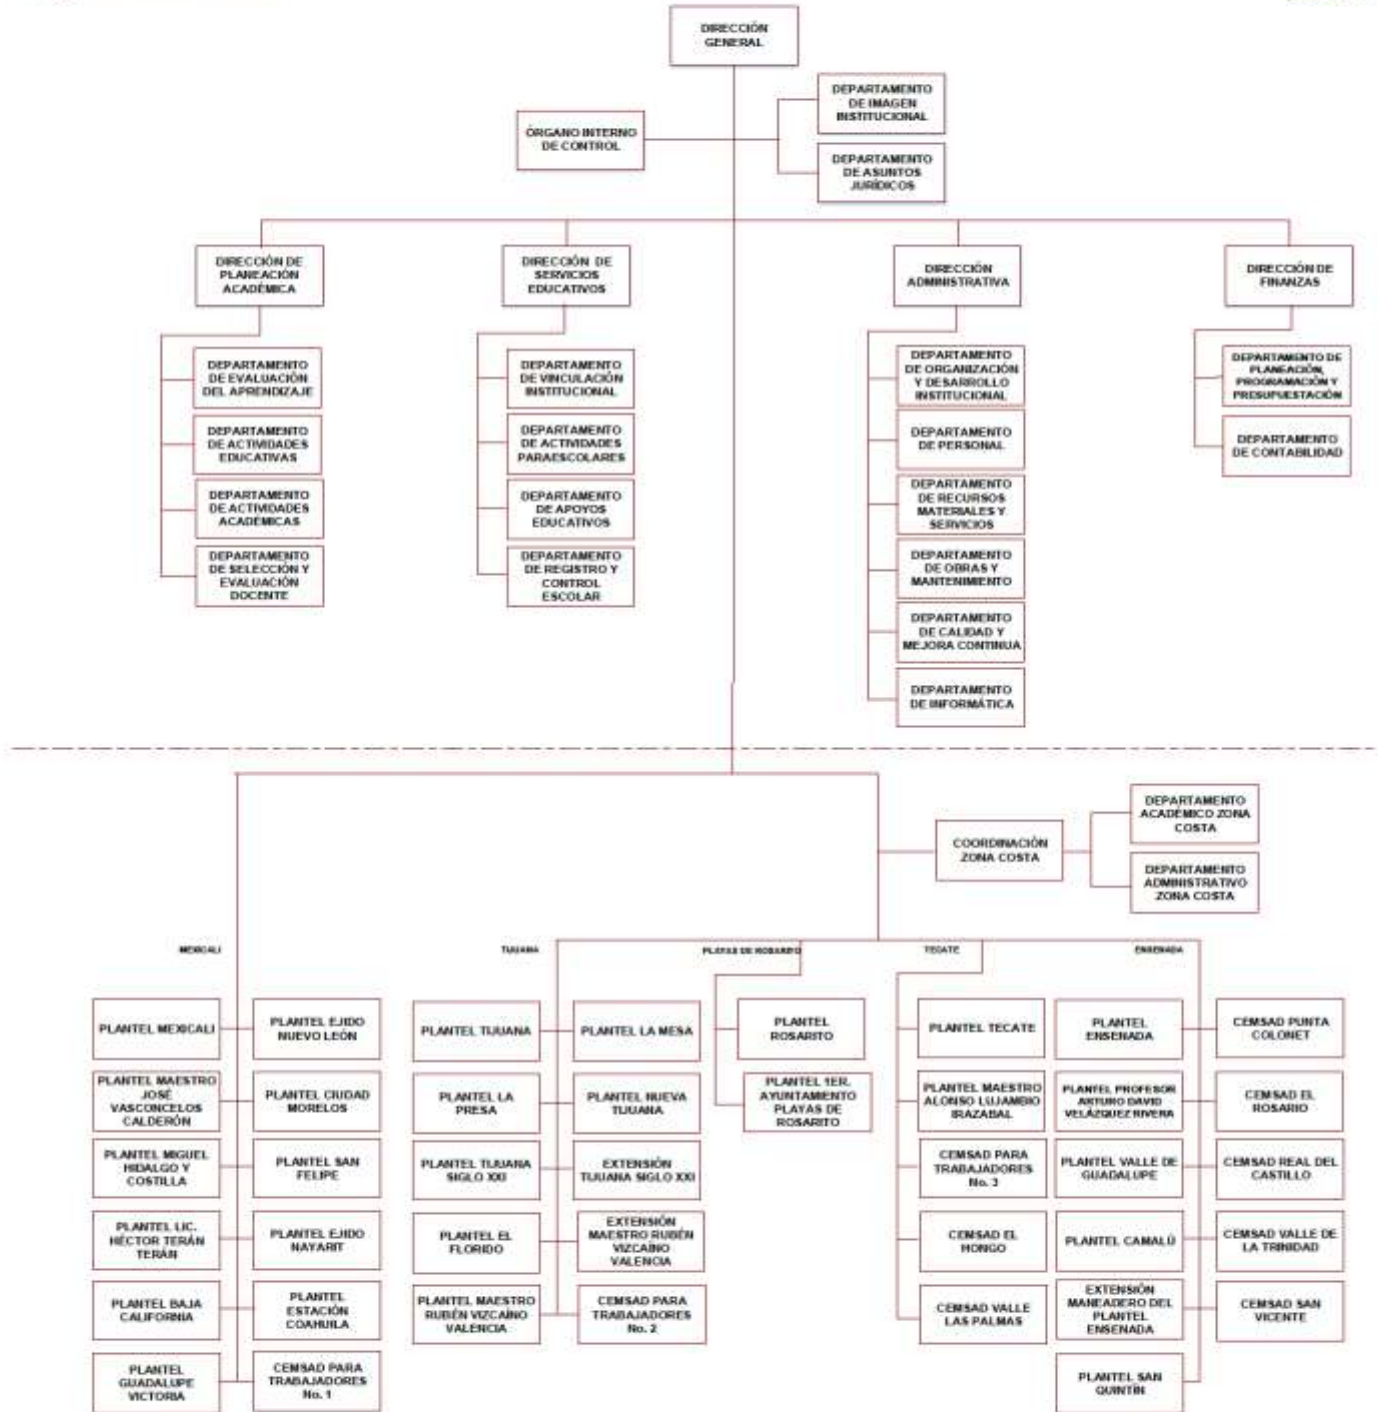 DIRECCIÓN
GENERAL
DEPARTAMENTO
DE IMAGEN
INSTITUCIONAL
ÓRGANO INTERNO
DE CONTROL
DEPARTAMENTO
DE ASUNTOS
JURÍDICOS
DIRECCIÓN DE
PLANEACIÓN
ACADÉMICA
DIRECCIÓN DE
SERVICIOS
EDUCATIVOS
DIRECCIÓN
ADMINISTRATIVA
DIRECCIÓN DE
FINANZAS
DEPARTAMENTO
DE EVALUACIÓN
DEL APRENDIZAJE
DEPARTAMENTO
DE ACTIVIDADES
EDUCATIVAS
DEPARTAMENTO
DE ACTIVIDADES
ACADÉMICAS
DEPARTAMENTO
DE SELECCIÓN Y
EVALUACIÓN
DOCENTE
DEPARTAMENTO
DE VINCULACIÓN
INSTITUCIONAL
DEPARTAMENTO
DE ACTIVIDADES
PARAESCOLARES
DEPARTAMENTO
DE APOYOS
EDUCATIVOS
DEPARTAMENTO
DE REGISTRO Y
CONTROL
ESCOLAR
DEPARTAMENTO
DE ORGANIZACIÓN
Y DESARROLLO
INSTITUCIONAL
DEPARTAMENTO
DE PERSONAL
DEPARTAMENTO
DE RECURSOS
MATERIALES Y
SERVICIOS
DEPARTAMENTO
DE OBRAS Y
MANTENIMIENTO
DEPARTAMENTO
DE CALIDAD Y
MEJORA CONTINUA
DEPARTAMENTO
DE INFORMÁTICA
DEPARTAMENTO DE
PLANEACIÓN,
PROGRAMACIÓN Y
PRESUPUESTACIÓN
DEPARTAMENTO
DE CONTABILIDAD
COORDINACIÓN
ZONA COSTA
DEPARTAMENTO
ACADÉMICO ZONA
COSTA
DEPARTAMENTO
ADMINISTRATIVO
ZONA COSTA
MEXICALI
PLANTEL MEXICALI
PLANTEL EJIDO
NUEVO LEÓN
PLANTEL MAESTRO
JOSÉ
VASCONCELOS
CALDERÓN
PLANTEL CIUDAD
MORELOS
PLANTEL MIGUEL
HIDALGO Y
COSTILLA
PLANTEL SAN
FELIPE
PLANTEL LIC.
HÉCTOR TERÁN
TERÁN
PLANTEL EJIDO
NAYARIT
PLANTEL BAJA
CALIFORNIA
PLANTEL
ESTACIÓN
COAHUILA
PLANTEL
GUADALUPE
VICTORIA
CEMSAD PARA
TRABAJADORES
No. 1
TIJUANA
PLANTEL TIJUANA
PLANTEL LA MESA
PLANTEL LA
PRESA
PLANTEL NUEVA
TIJUANA
PLANTEL TIJUANA
SIGLO XXI
EXTENSIÓN
TIJUANA SIGLO XXI
PLANTEL EL
FLORIDO
EXTENSIÓN
MAESTRO RUBÉN
VIZCAÍNO
VALENCIA
PLANTEL MAESTRO
RUBÉN VIZCAÍNO
VALENCIA
CEMSAD PARA
TRABAJADORES
No. 2
PLAYAS DE ROSARITO
PLANTEL
ROSARITO
PLANTEL 1ER.
AYUNTAMIENTO
PLAYAS DE
ROSARITO
TECATE
PLANTEL TECATE
PLANTEL MAESTRO
ALONSO LUJAMBIO
IRAZABAL
CEMSAD PARA
TRABAJADORES
No. 3
CEMSAD EL
HONGO
CEMSAD VALLE
LAS PALMAS
ENSENADA
PLANTEL
ENSENADA
CEMSAD PUNTA
COLONET
PLANTEL PROFESOR
ARTURO DAVID
VELÁZQUEZ RIVERA
CEMSAD EL
ROSARIO
PLANTEL VALLE DE
GUADALUPE
CEMSAD REAL DEL
CASTILLO
PLANTEL CAMALÚ
CEMSAD VALLE DE
LA TRINIDAD
EXTENSIÓN
MANEADERO DEL
PLANTEL
ENSENADA
CEMSAD SAN
VICENTE
PLANTEL SAN
QUINTÍN